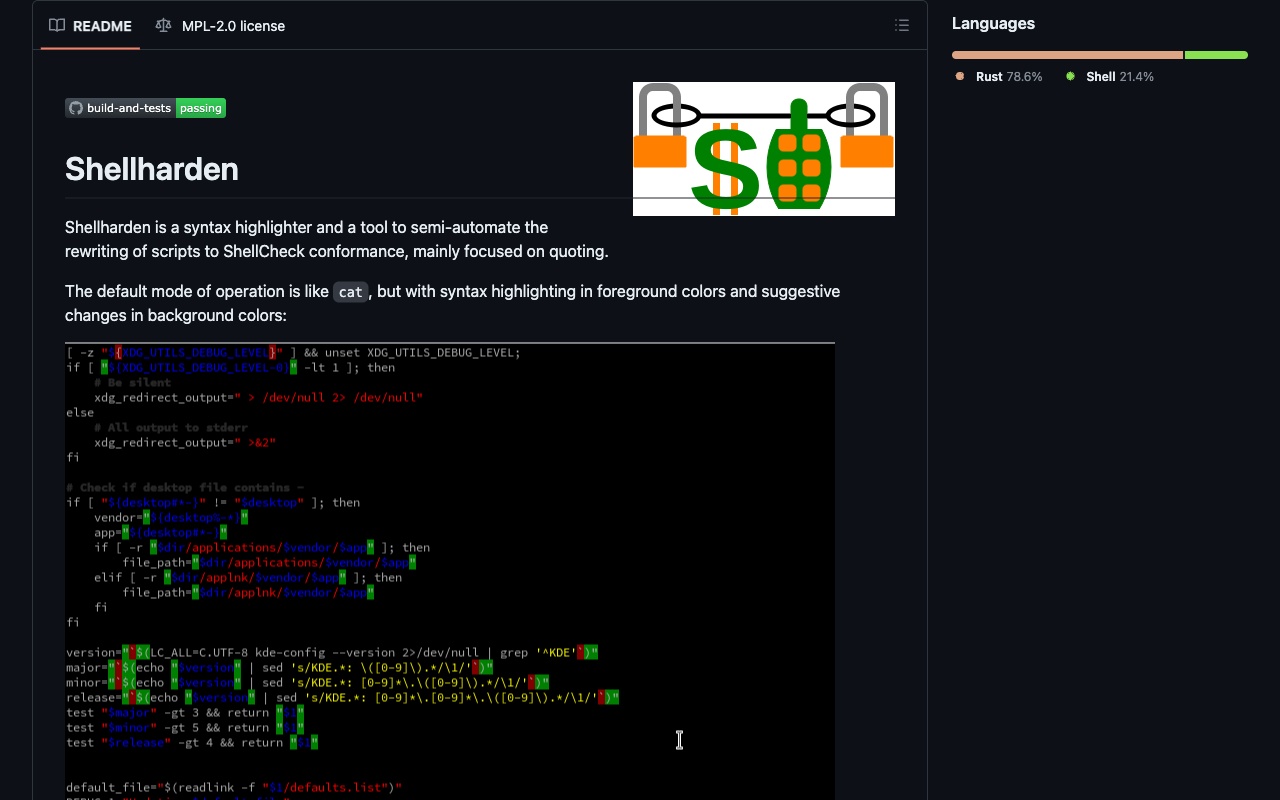 README
MPL-2.0 license
Languages
Rust 78.6%
Shell 21.4%
build-and-tests passing
Shellharden
$
Shellharden is a syntax highlighter and a tool to semi-automate the
rewriting of scripts to ShellCheck conformance, mainly focused on quoting.
The default mode of operation is like cat, but with syntax highlighting in foreground colors and suggestive
changes in background colors:
[ -z "${XDG_UTILS_DEBUG_LEVEL}" ] && unset XDG_UTILS_DEBUG_LEVEL;
if [ "${XDG_UTILS_DEBUG_LEVEL-0}" -lt 1 ]; then
    # Be silent
    xdg_redirect_output=" > /dev/null 2> /dev/null"
else
    # All output to stderr
    xdg_redirect_output=" >&2"
fi
# Check if desktop file contains -
if [ "${desktop#*-}" != "$desktop" ]; then
    vendor="${desktop%-*}"
    app="${desktop#*-}"
    if [ -r "$dir/applications/$vendor/$app" ]; then
        file_path="$dir/applications/$vendor/$app"
    elif [ -r "$dir/applnk/$vendor/$app" ]; then
        file_path="$dir/applnk/$vendor/$app"
    fi
fi
version="`$(LC_ALL=C.UTF-8 kde-config --version 2>/dev/null | grep '^KDE'`)"
major="`$(echo "$version" | sed 's/KDE.*: \([0-9]\).*/\1/'`)"
minor="`$(echo "$version" | sed 's/KDE.*: [0-9]*\.\([0-9]\).*/\1/'`)"
release="`$(echo "$version" | sed 's/KDE.*: [0-9]*\.[0-9]*\.\([0-9]\).*/\1/'`)"
test "$major" -gt 3 && return "$1"
test "$minor" -gt 5 && return "$1"
test "$release" -gt 4 && return "$1"
default_file="$(readlink -f "$1/defaults.list")"